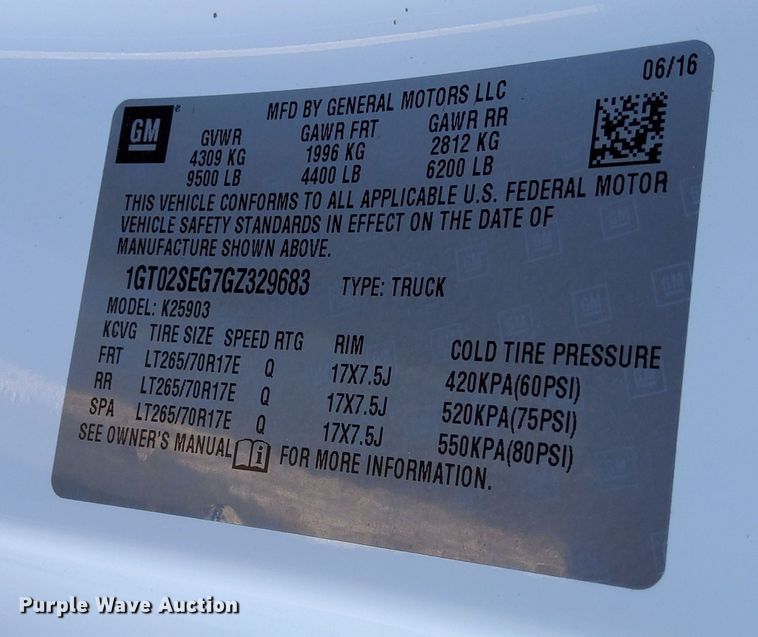 06/16
GM
MFD BY GENERAL MOTORS LLC
GVWR GAWR FRT GAWR RR
4309 KG 1996 KG 2812 KG
9500 LB 4400 LB 6200 LB
THIS VEHICLE CONFORMS TO ALL APPLICABLE U.S. FEDERAL MOTOR
VEHICLE SAFETY STANDARDS IN EFFECT ON THE DATE OF
MANUFACTURE SHOWN ABOVE.
1GT02SEG7GZ329683 TYPE: TRUCK
MODEL: K25903
KCVG TIRE SIZE SPEED RTG RIM COLD TIRE PRESSURE
FRT LT265/70R17E Q 17X7.5J 420KPA(60PSI)
RR LT265/70R17E Q 17X7.5J 520KPA(75PSI)
SPA LT265/70R17E Q 17X7.5J 550KPA(80PSI)
SEE OWNER'S MANUAL i FOR MORE INFORMATION.
Purple Wave Auction